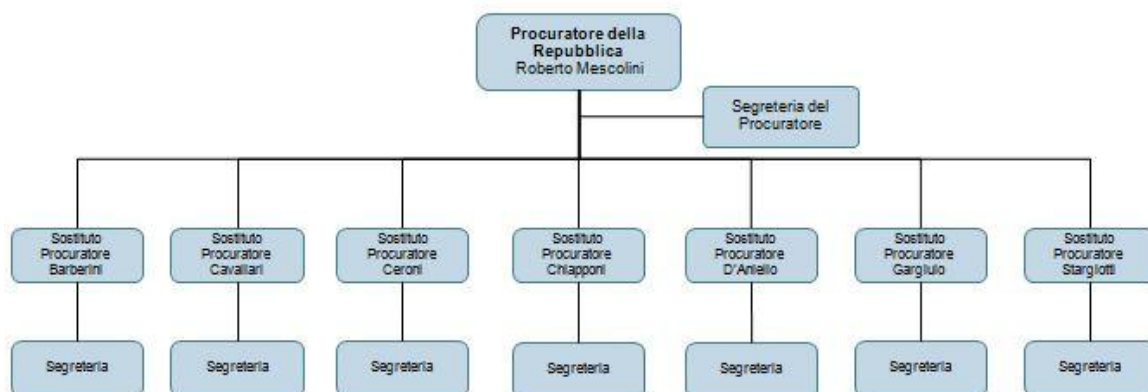 Procuratore della
Repubblica
Roberto Mescolini
Segreteria del
Procuratore
Sostituto
Procuratore
Barberini
Sostituto
Procuratore
Cavallari
Sostituto
Procuratore
Ceroni
Sostituto
Procuratore
Chiapponi
Sostituto
Procuratore
D'Aniello
Sostituto
Procuratore
Gargiulo
Sostituto
Procuratore
Stargiotti
Segreteria
Segreteria
Segreteria
Segreteria
Segreteria
Segreteria
Segreteria